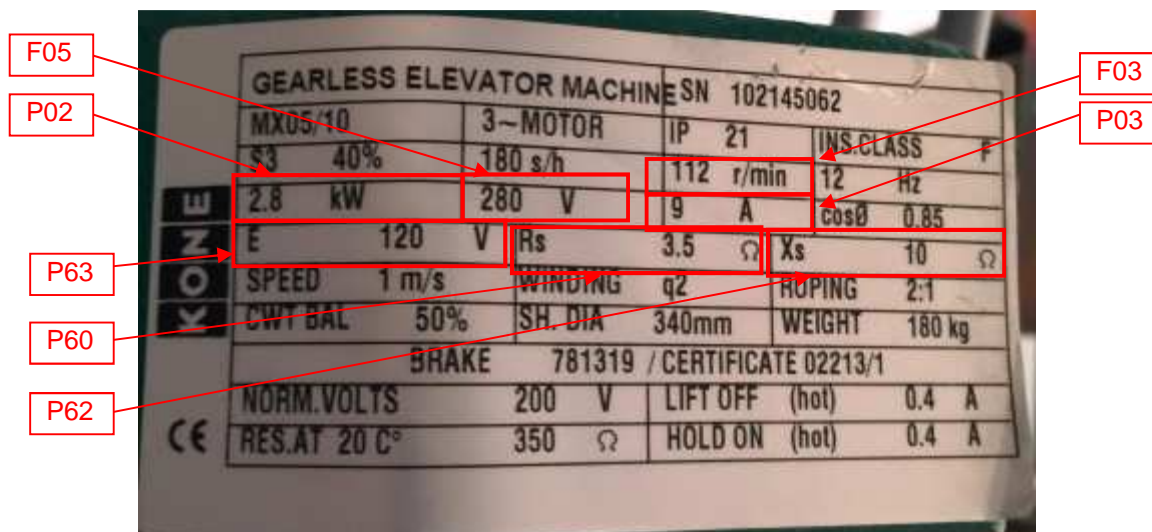 F05
P02
P63
P60
P62
F03
P03
KONE
CE
GEARLESS ELEVATOR MACHINE SN 102145062
MX05/10 3~MOTOR IP 21 INS.CLASS F
S3 40% 180 s/h 112 r/min 12 Hz
2.8 kW 280 V 9 A cosØ 0.85
E 120 V Rs 3.5 Ω Xs 10 Ω
SPEED 1 m/s WINDING q2 ROPING 2:1
CWT BAL 50% SH. DIA 340mm WEIGHT 180 kg
BRAKE 781319 / CERTIFICATE 02213/1
NORM.VOLTS 200 V LIFT OFF (hot) 0.4 A
RES.AT 20 C° 350 Ω HOLD ON (hot) 0.4 A